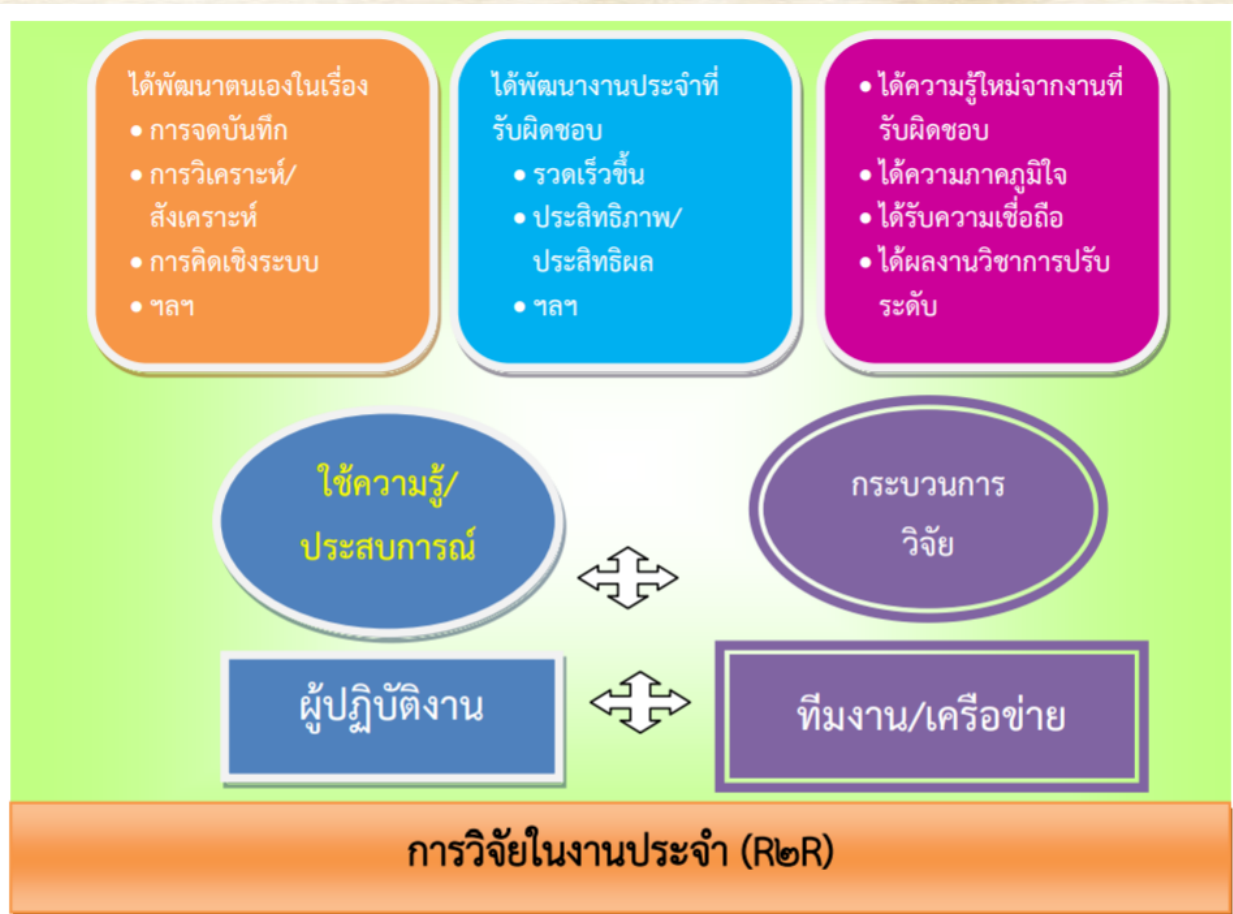 ได้พัฒนาตนเองในเรื่อง
• การจดบันทึก
• การวิเคราะห์/
สังเคราะห์
• การคิดเชิงระบบ
• ฯลฯ
ได้พัฒนางานประจำที่
รับผิดชอบ
• รวดเร็วขึ้น
• ประสิทธิภาพ/
ประสิทธิผล
• ฯลฯ
• ได้ความรู้ใหม่จากงานที่
รับผิดชอบ
• ได้ความภาคภูมิใจ
• ได้รับความเชื่อถือ
• ได้ผลงานวิชาการปรับ
ระดับ
ใช้ความรู้/
ประสบการณ์
กระบวนการ
วิจัย
ผู้ปฏิบัติงาน
ทีมงาน/เครือข่าย
การวิจัยในงานประจำ (R๒R)